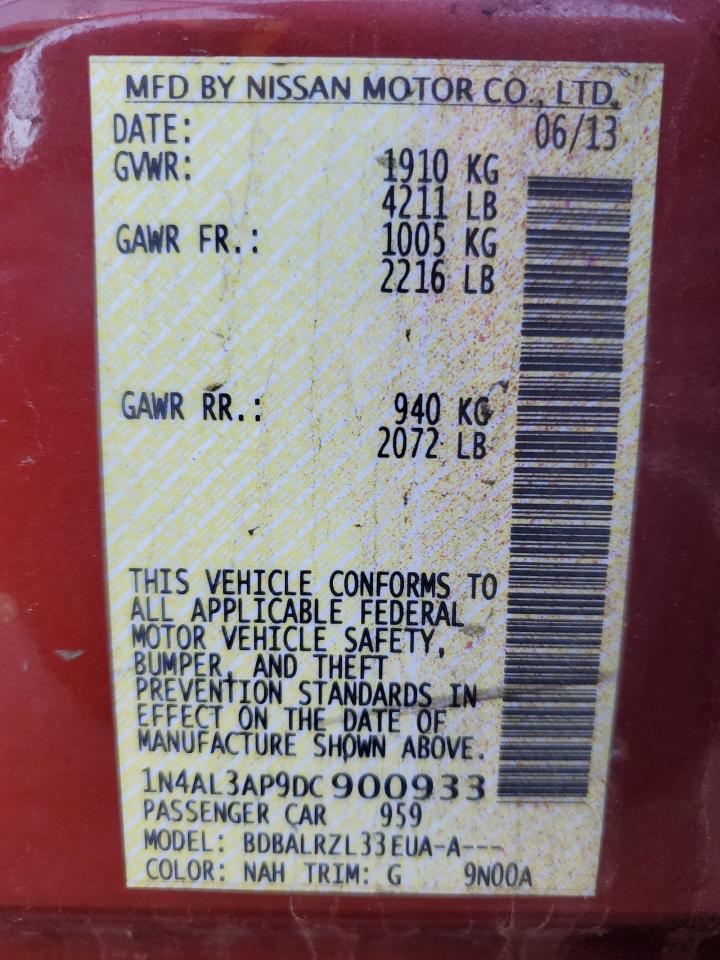 MFD BY NISSAN MOTOR CO., LTD.
DATE: 06/13
GVWR: 1910 KG
4211 LB
GAWR FR.: 1005 KG
2216 LB
GAWR RR.: 940 KG
2072 LB
THIS VEHICLE CONFORMS TO
ALL APPLICABLE FEDERAL
MOTOR VEHICLE SAFETY,
BUMPER, AND THEFT
PREVENTION STANDARDS IN
EFFECT ON THE DATE OF
MANUFACTURE SHOWN ABOVE.
1N4AL3AP9DC900933
PASSENGER CAR 959
MODEL: BDBALRZL33EUA-A---
COLOR: NAH TRIM: G 9N00A